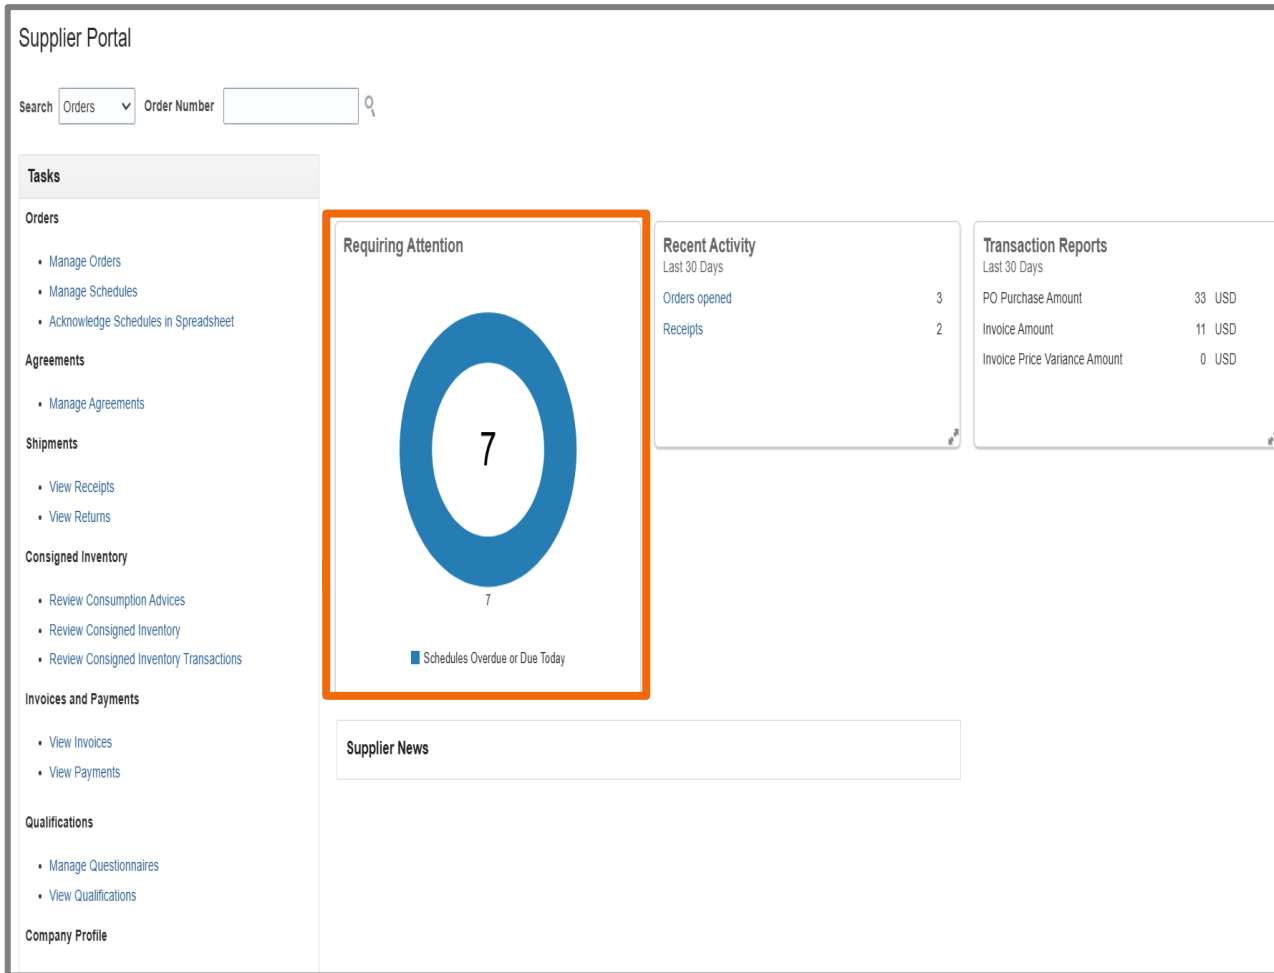 Supplier Portal
Search Orders Order Number
Tasks
Orders
Manage Orders
Manage Schedules
Acknowledge Schedules in Spreadsheet
Agreements
Manage Agreements
Shipments
View Receipts
View Returns
Consigned Inventory
Review Consumption Advices
Review Consigned Inventory
Review Consigned Inventory Transactions
Invoices and Payments
View Invoices
View Payments
Qualifications
Manage Questionnaires
View Qualifications
Company Profile
Requiring Attention
7
7
Schedules Overdue or Due Today
Recent Activity
Last 30 Days
Orders opened 3
Receipts 2
Transaction Reports
Last 30 Days
PO Purchase Amount 33 USD
Invoice Amount 11 USD
Invoice Price Variance Amount 0 USD
Supplier News